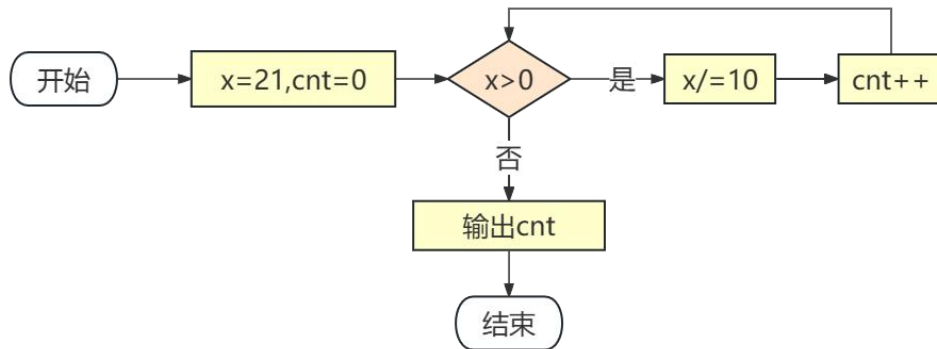 开始
x=21,cnt=0
x>0
是
x/=10
cnt++
否
输出cnt
结束